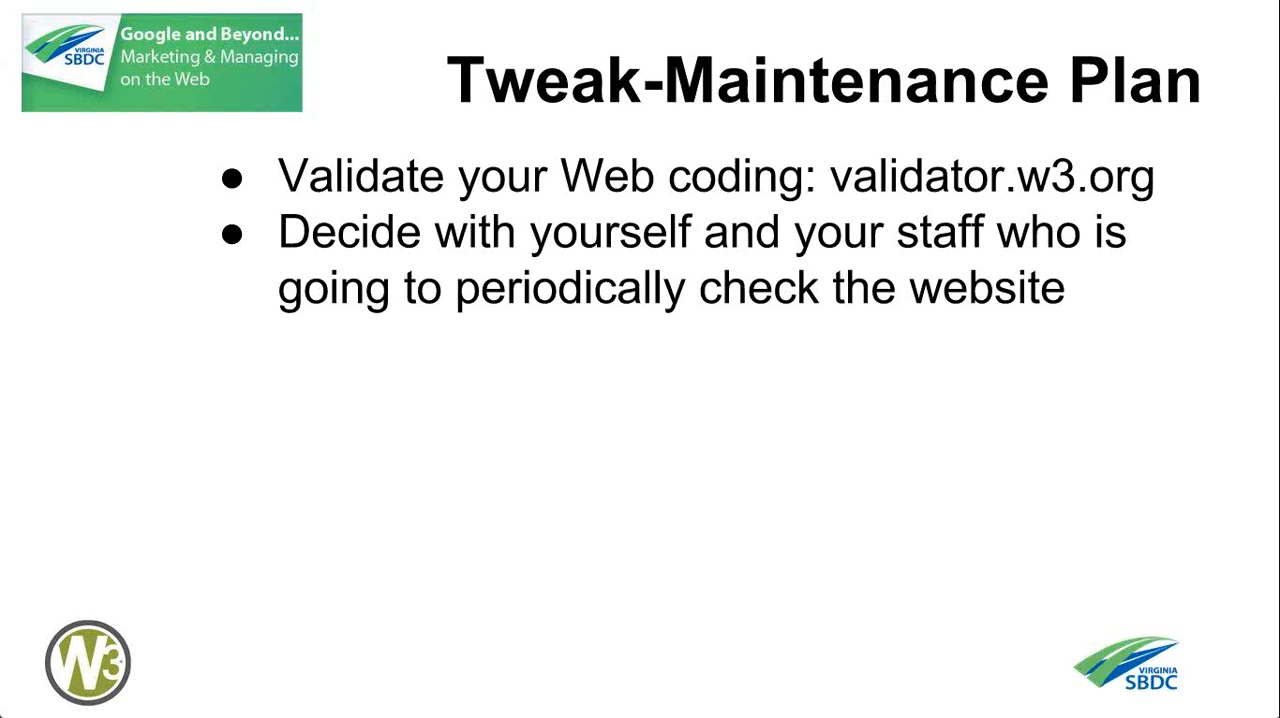 VIRGINIA
SBDC
Google and Beyond...
Marketing & Managing
on the Web
Tweak-Maintenance Plan
● Validate your Web coding: validator.w3.org
● Decide with yourself and your staff who is
going to periodically check the website
W3
VIRGINIA
SBDC